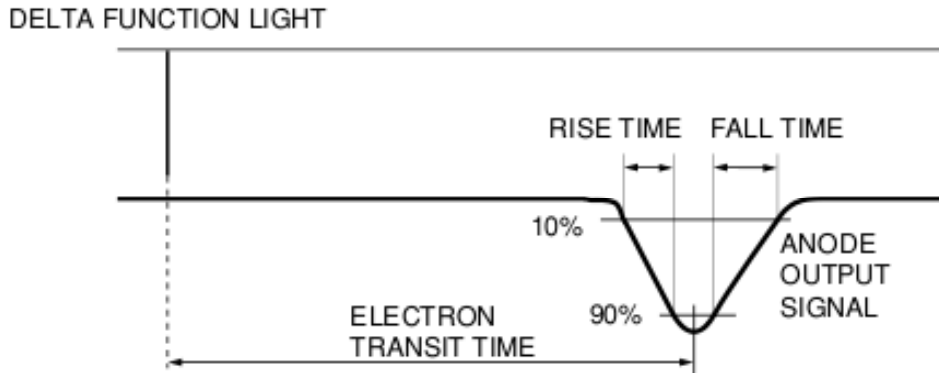 DELTA FUNCTION LIGHT
RISE TIME
FALL TIME
10%
ANODE
OUTPUT
SIGNAL
90%
ELECTRON
TRANSIT TIME